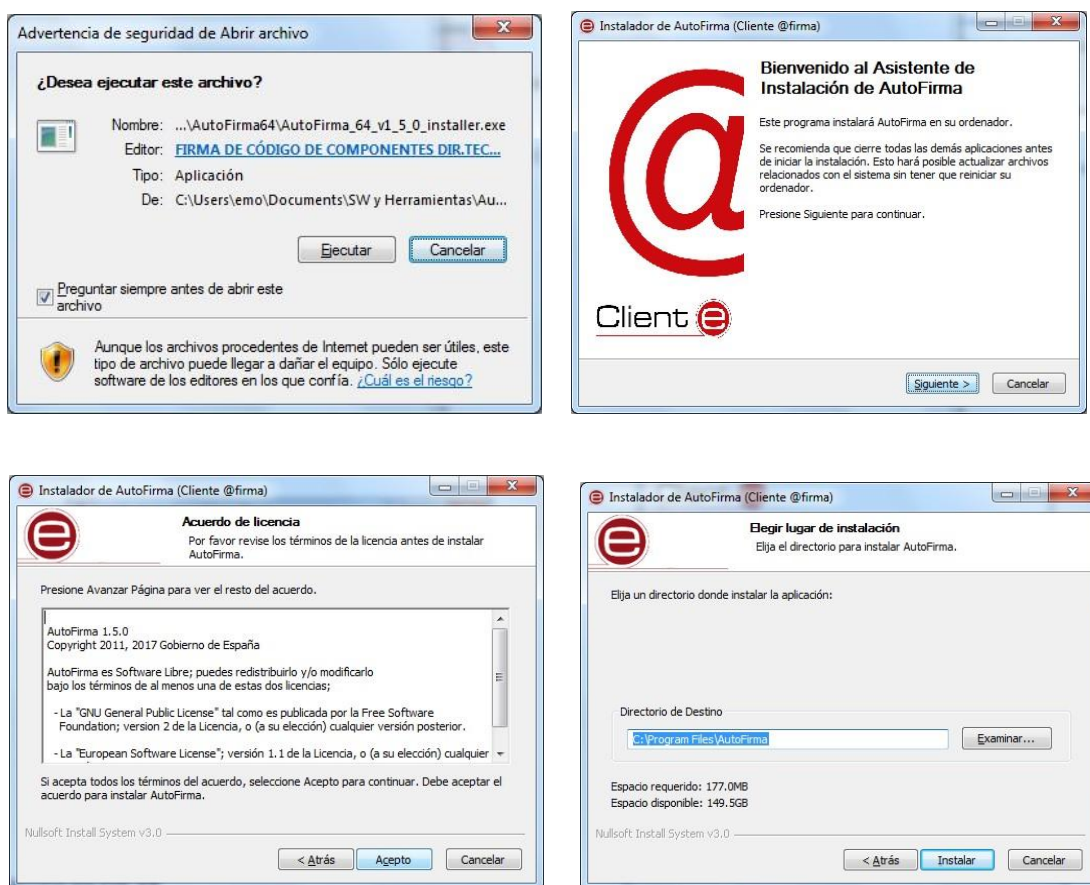 Advertencia de seguridad de Abrir archivo
¿Desea ejecutar este archivo?
Nombre: ...\AutoFirma64\AutoFirma_64_v1_5_0_installer.exe
Editor: FIRMA DE CÓDIGO DE COMPONENTES DIR.TEC...
Tipo: Aplicación
De: C:\Users\emo\Documents\SW y Herramientas\Au...
Ejecutar Cancelar
Preguntar siempre antes de abrir este
archivo
Aunque los archivos procedentes de Internet pueden ser útiles, este
tipo de archivo puede llegar a dañar el equipo. Sólo ejecute
software de los editores en los que confía. ¿Cuál es el riesgo?
Instalador de AutoFirma (Cliente @firma)
Bienvenido al Asistente de
Instalación de AutoFirma
Este programa instalará AutoFirma en su ordenador.
Se recomienda que cierre todas las demás aplicaciones antes
de iniciar la instalación. Esto hará posible actualizar archivos
relacionados con el sistema sin tener que reiniciar su
ordenador.
Presione Siguiente para continuar.
@
Client e
Siguiente > Cancelar
Instalador de AutoFirma (Cliente @firma)
Acuerdo de licencia
Por favor revise los términos de la licencia antes de instalar
AutoFirma.
Presione Avanzar Página para ver el resto del acuerdo.
AutoFirma 1.5.0
Copyright 2011, 2017 Gobierno de España
AutoFirma es Software Libre; puedes redistribuirlo y/o modificarlo
bajo los términos de al menos una de estas dos licencias;
- La "GNU General Public License" tal como es publicada por la Free Software
Foundation; version 2 de la Licencia, o (a su elección) cualquier versión posterior.
- La "European Software License"; versión 1.1 de la Licencia, o (a su elección) cualquier
Si acepta todos los términos del acuerdo, seleccione Acepto para continuar. Debe aceptar el
acuerdo para instalar AutoFirma.
Nullsoft Install System v3.0
< Atrás Acepto Cancelar
Instalador de AutoFirma (Cliente @firma)
Elegir lugar de instalación
Elija el directorio para instalar AutoFirma.
Elija un directorio donde instalar la aplicación:
Directorio de Destino
C:\Program Files\AutoFirma Examinar...
Espacio requerido: 177.0MB
Espacio disponible: 149.5GB
Nullsoft Install System v3.0
< Atrás Instalar Cancelar